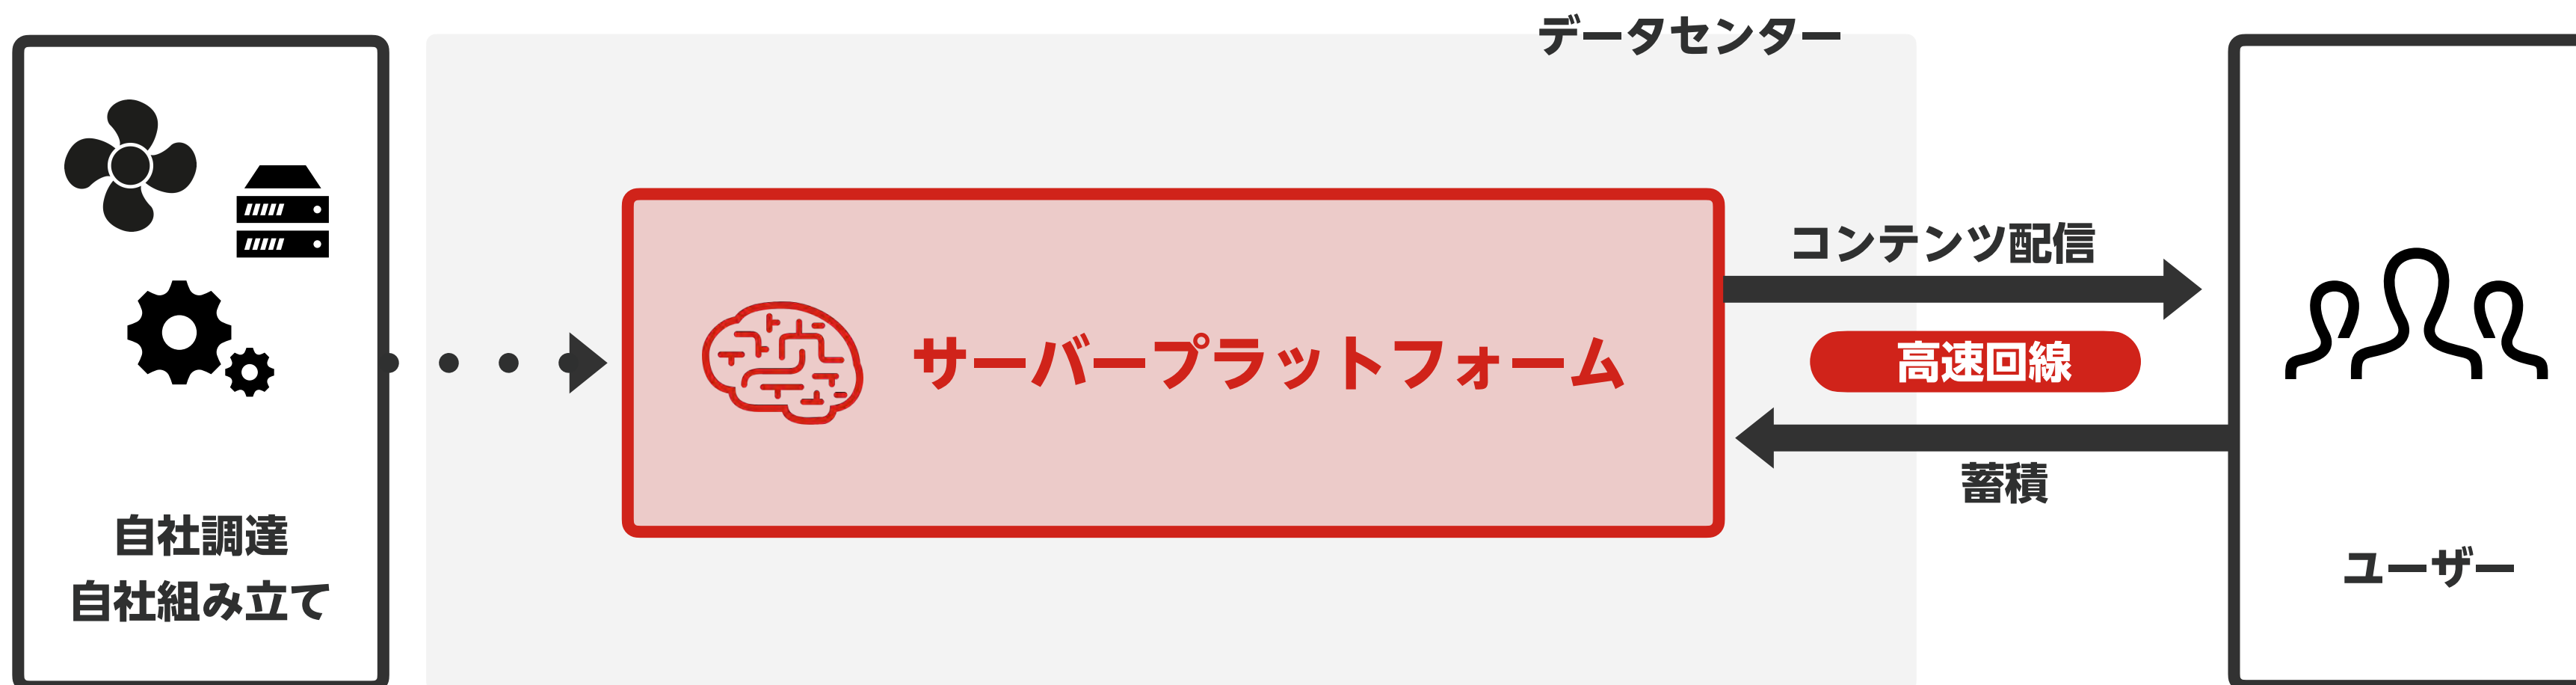 データセンター
自社調達
自社組み立て
サーバープラットフォーム
コンテンツ配信
高速回線
蓄積
ユーザー